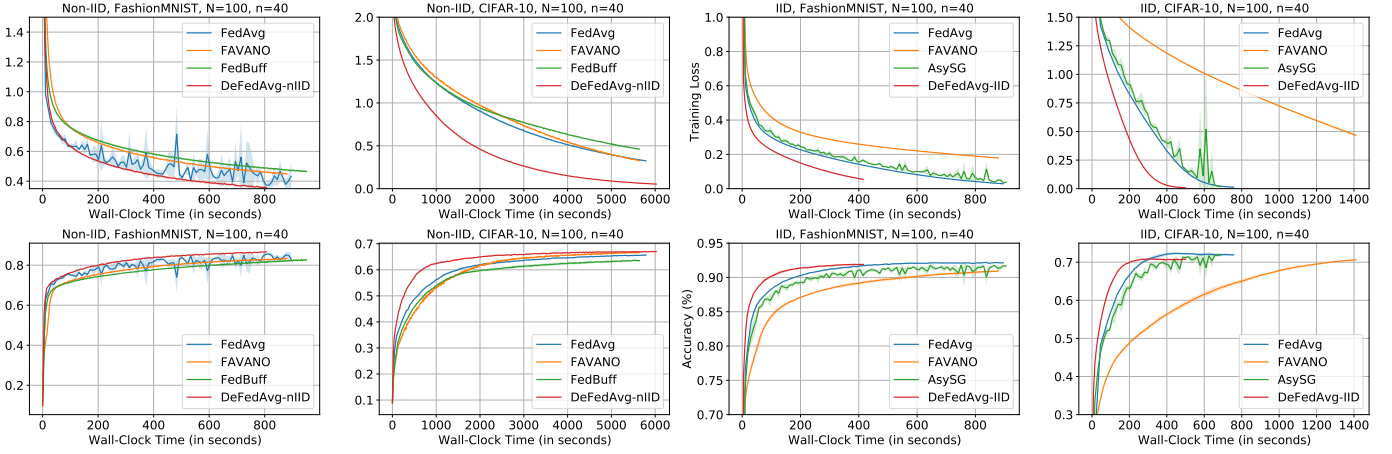 Non-IID, FashionMNIST, N=100, n=40
1.4
1.2
1.0
0.8
0.6
0.4
0 200 400 600 800
FedAvg
FAVANO
FedBuff
DeFedAvg-nIID
Wall-Clock Time (in seconds)
Non-IID, CIFAR-10, N=100, n=40
2.0
1.5
1.0
0.5
0.0
0 1000 2000 3000 4000 5000 6000
FedAvg
FAVANO
FedBuff
DeFedAvg-nIID
Wall-Clock Time (in seconds)
IID, FashionMNIST, N=100, n=40
Training Loss
1.0
0.8
0.6
0.4
0.2
0.0
0 200 400 600 800
FedAvg
FAVANO
AsySG
DeFedAvg-IID
Wall-Clock Time (in seconds)
IID, CIFAR-10, N=100, n=40
1.50
1.25
1.00
0.75
0.50
0.25
0.00
0 200 400 600 800 1000 1200 1400
FedAvg
FAVANO
AsySG
DeFedAvg-IID
Wall-Clock Time (in seconds)
Non-IID, FashionMNIST, N=100, n=40
0.8
0.6
0.4
0.2
0 200 400 600 800
FedAvg
FAVANO
FedBuff
DeFedAvg-nIID
Wall-Clock Time (in seconds)
Non-IID, CIFAR-10, N=100, n=40
0.7
0.6
0.5
0.4
0.3
0.2
0.1
0 1000 2000 3000 4000 5000 6000
FedAvg
FAVANO
FedBuff
DeFedAvg-nIID
Wall-Clock Time (in seconds)
IID, FashionMNIST, N=100, n=40
Accuracy (%)
0.95
0.90
0.85
0.80
0.75
0.70
0 200 400 600 800
FedAvg
FAVANO
AsySG
DeFedAvg-IID
Wall-Clock Time (in seconds)
IID, CIFAR-10, N=100, n=40
0.7
0.6
0.5
0.4
0.3
0 200 400 600 800 1000 1200 1400
FedAvg
FAVANO
AsySG
DeFedAvg-IID
Wall-Clock Time (in seconds)